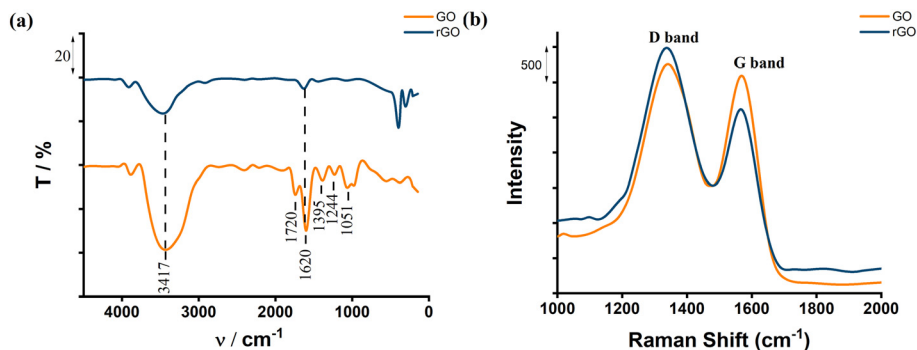 (a)
GO
rGO
20
T / %
3417
1720
1620
1395
1244
1051
4000
3000
2000
1000
0
ν / cm⁻¹
(b)
GO
rGO
500
D band
G band
Intensity
1000
1200
1400
1600
1800
2000
Raman Shift (cm⁻¹)